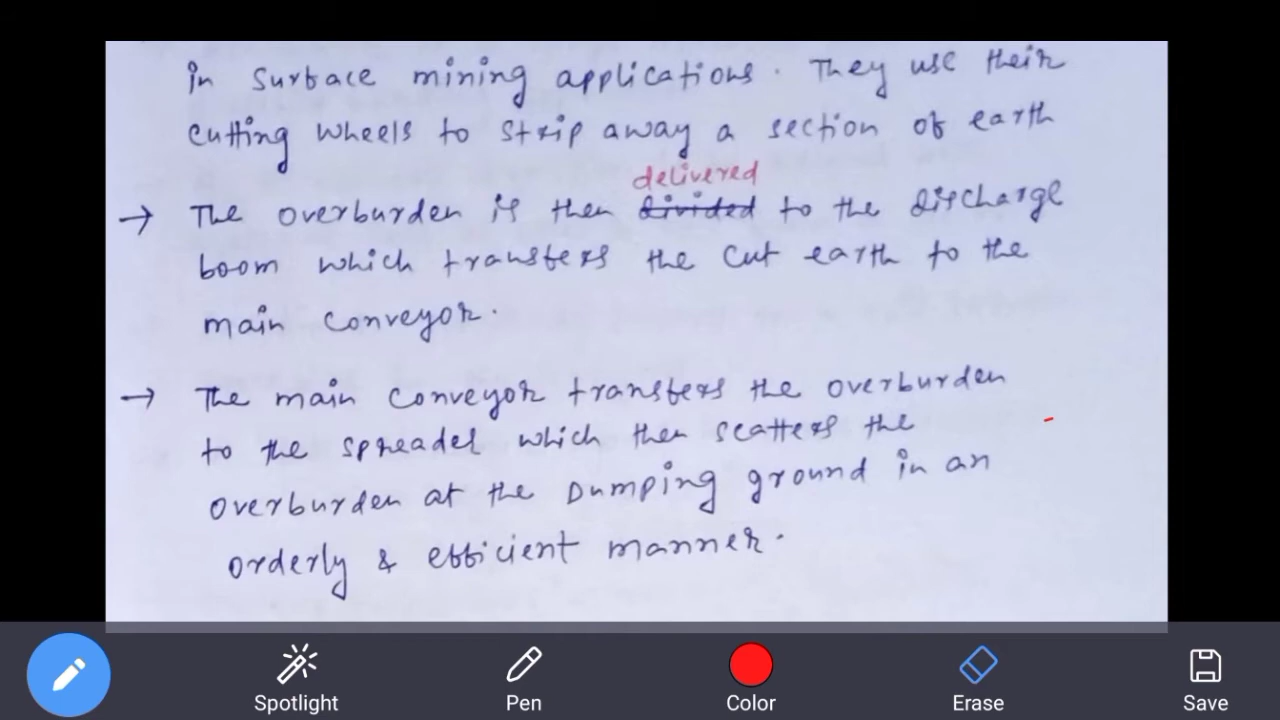 in surface mining applications. They use their
cutting wheels to strip away a section of earth
delivered
→ The overburden is then divided to the discharge
boom which transfers the cut earth to the
main conveyor.
→ The main conveyor transfers the overburden
to the spreader which then scatters the
overburden at the Dumping ground in an
orderly & efficient manner.
Spotlight Pen Color Erase Save